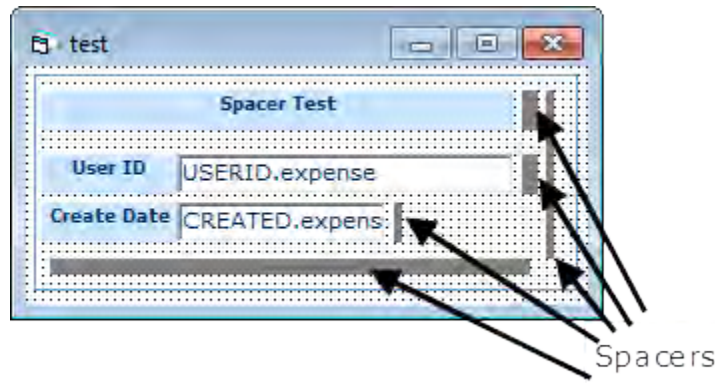 test
Spacer Test
User ID USERID.expense
Create Date CREATED.expens
Spacers